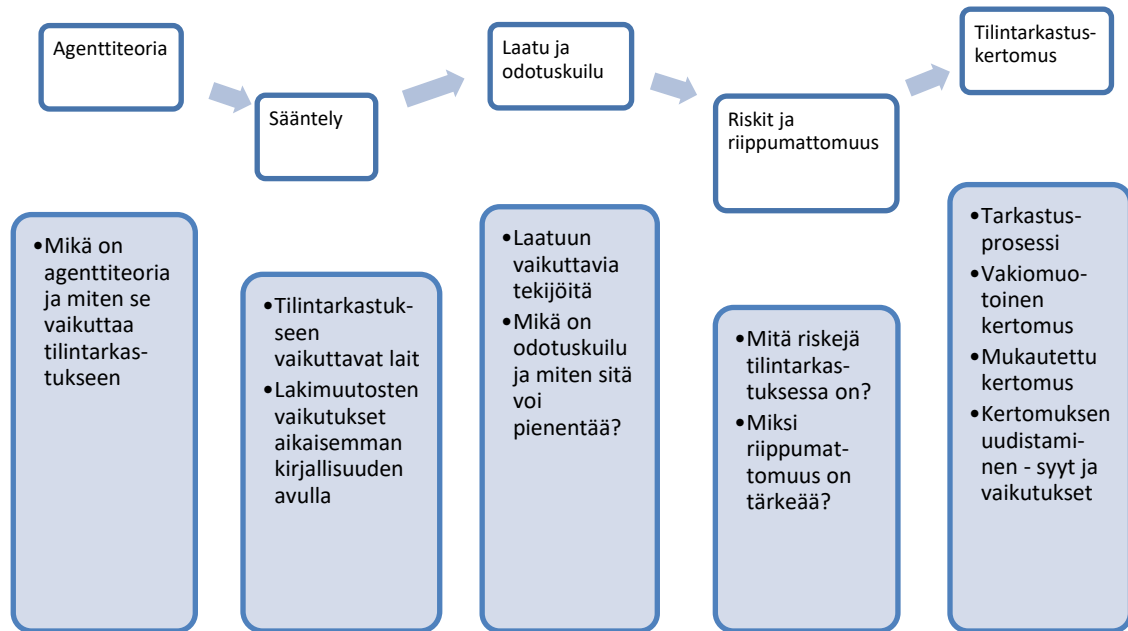 Agenttiteoria
Sääntely
Laatu ja
odotuskuilu
Riskit ja
riippumattomuus
Tilintarkastus-
kertomus
•Mikä on
agenttiteoria
ja miten se
vaikuttaa
tilintarkas-
tukseen
•Tilintarkastuk-
seen
vaikuttavat lait
•Lakimuutosten
vaikutukset
aikaisemman
kirjallisuuden
avulla
•Laatuun
vaikuttavia
tekijöitä
•Mikä on
odotuskuilu
ja miten sitä
voi
pienentää?
•Mitä riskejä
tilintarkas-
tuksessa on?
•Miksi
riippumat-
tomuus on
tärkeää?
•Tarkastus-
prosessi
•Vakiomuo-
toinen
kertomus
•Mukautettu
kertomus
•Kertomuksen
uudistami-
nen - syyt ja
vaikutukset